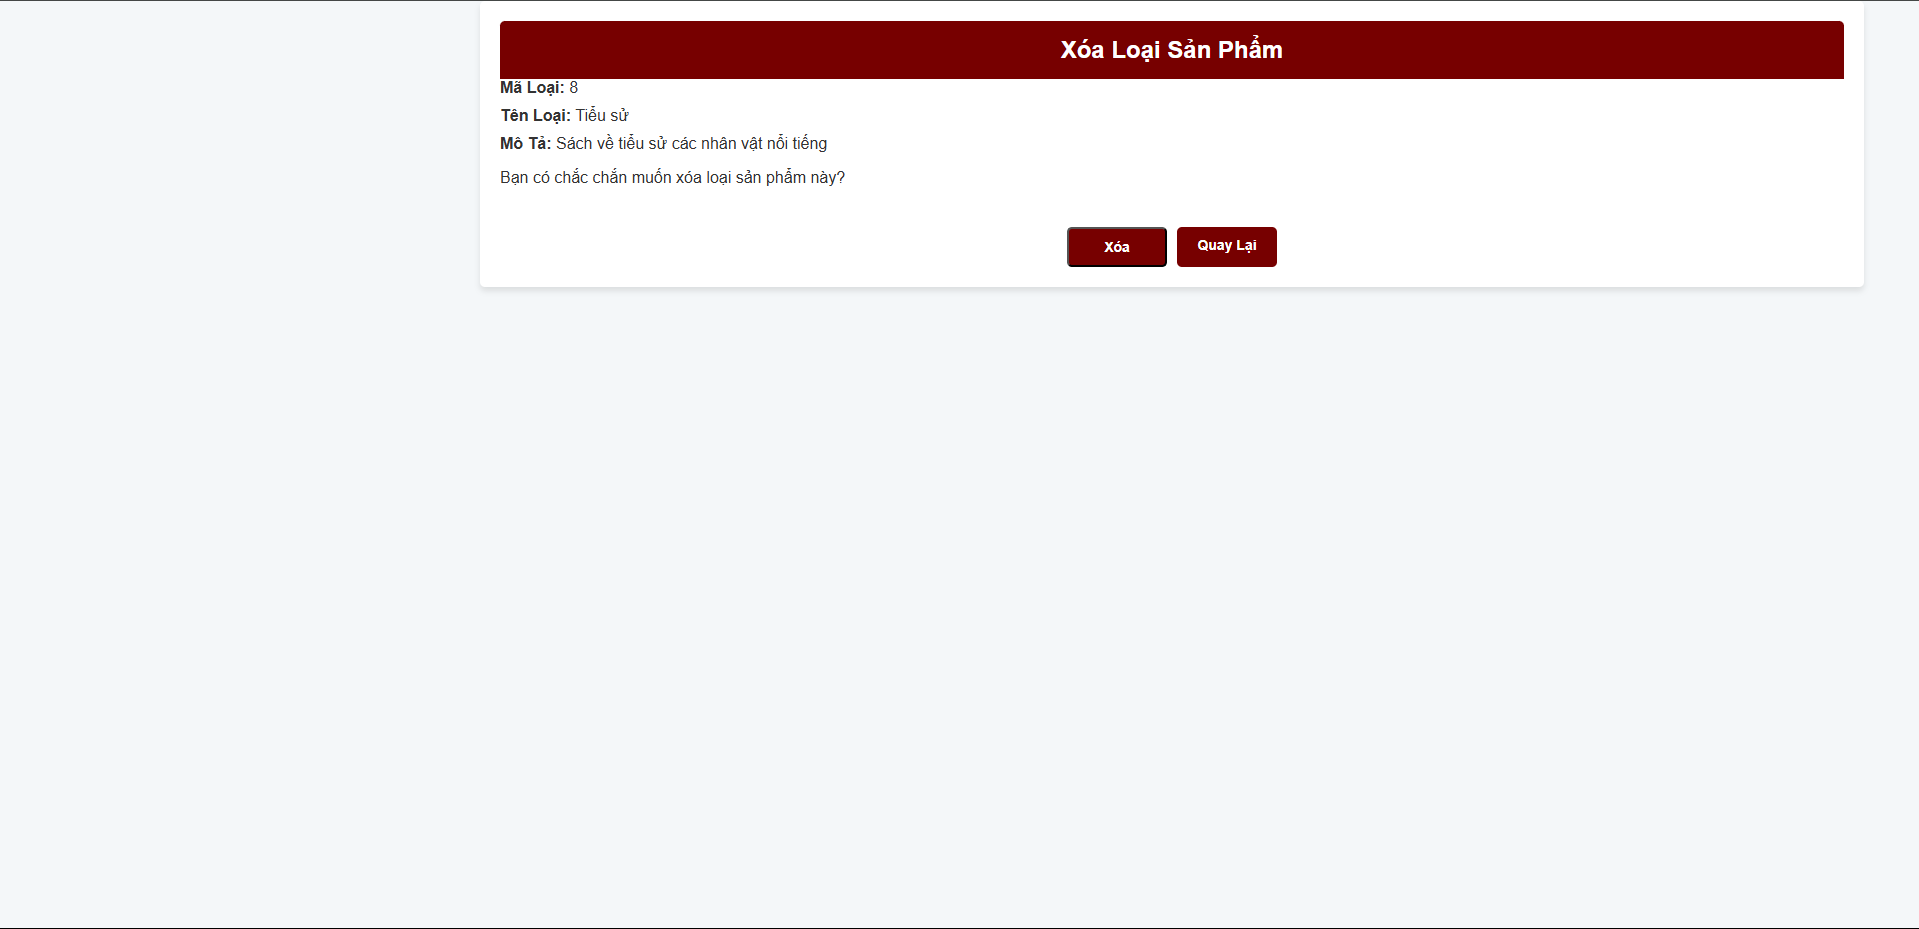 Xóa Loại Sản Phẩm
Mã Loại: 8
Tên Loại: Tiểu sử
Mô Tả: Sách về tiểu sử các nhân vật nổi tiếng
Bạn có chắc chắn muốn xóa loại sản phẩm này?
Xóa Quay Lại